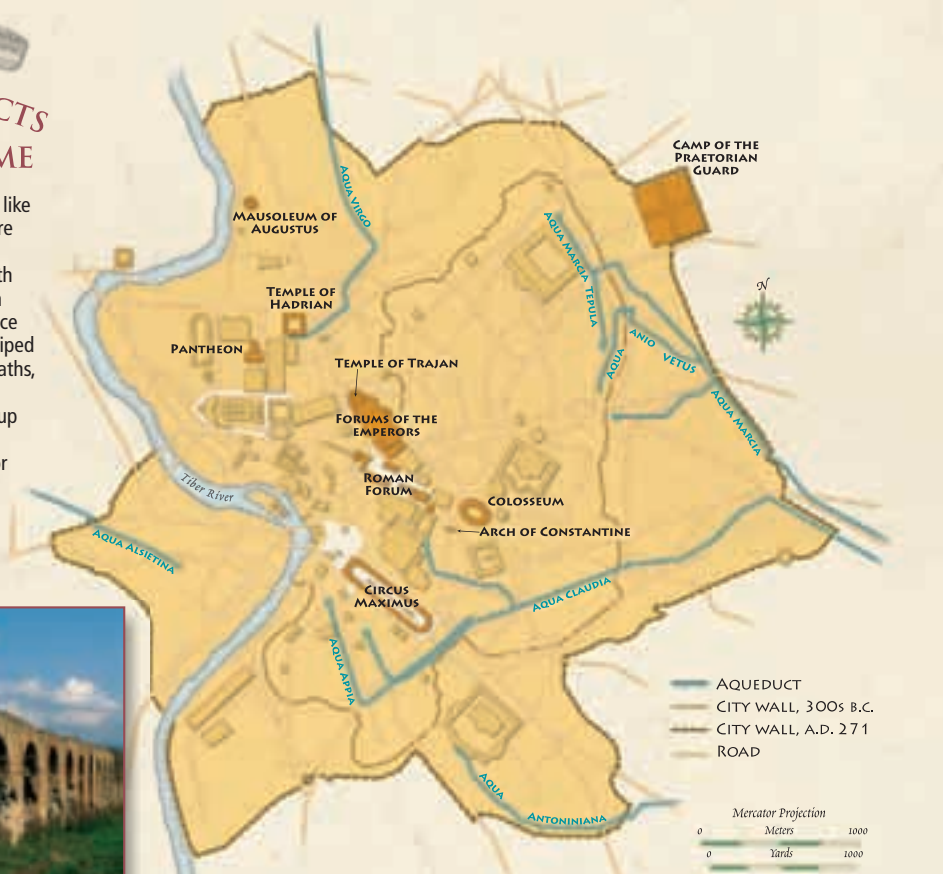 CTS
ME
like
re
th
ce
iped
aths,
up
or
CAMP OF THE
PRAETORIAN
GUARD
AQUA VIRGO
MAUSOLEUM OF
AUGUSTUS
AQUA MARCIA TEPULA
TEMPLE OF
HADRIAN
N
PANTHEON
AQUA
ANIO VETUS
TEMPLE OF TRAJAN
AQUA MARCIA
FORUMS OF THE
EMPERORS
Tiber River
ROMAN
FORUM
COLOSSEUM
ARCH OF CONSTANTINE
AQUA ALSIETINA
CIRCUS
MAXIMUS
AQUA CLAUDIA
AQUA APPIA
AQUEDUCT
CITY WALL, 300S B.C.
CITY WALL, A.D. 271
ROAD
AQUA
ANTONINIANA
Mercator Projection
0 Meters 1000
0 Yards 1000